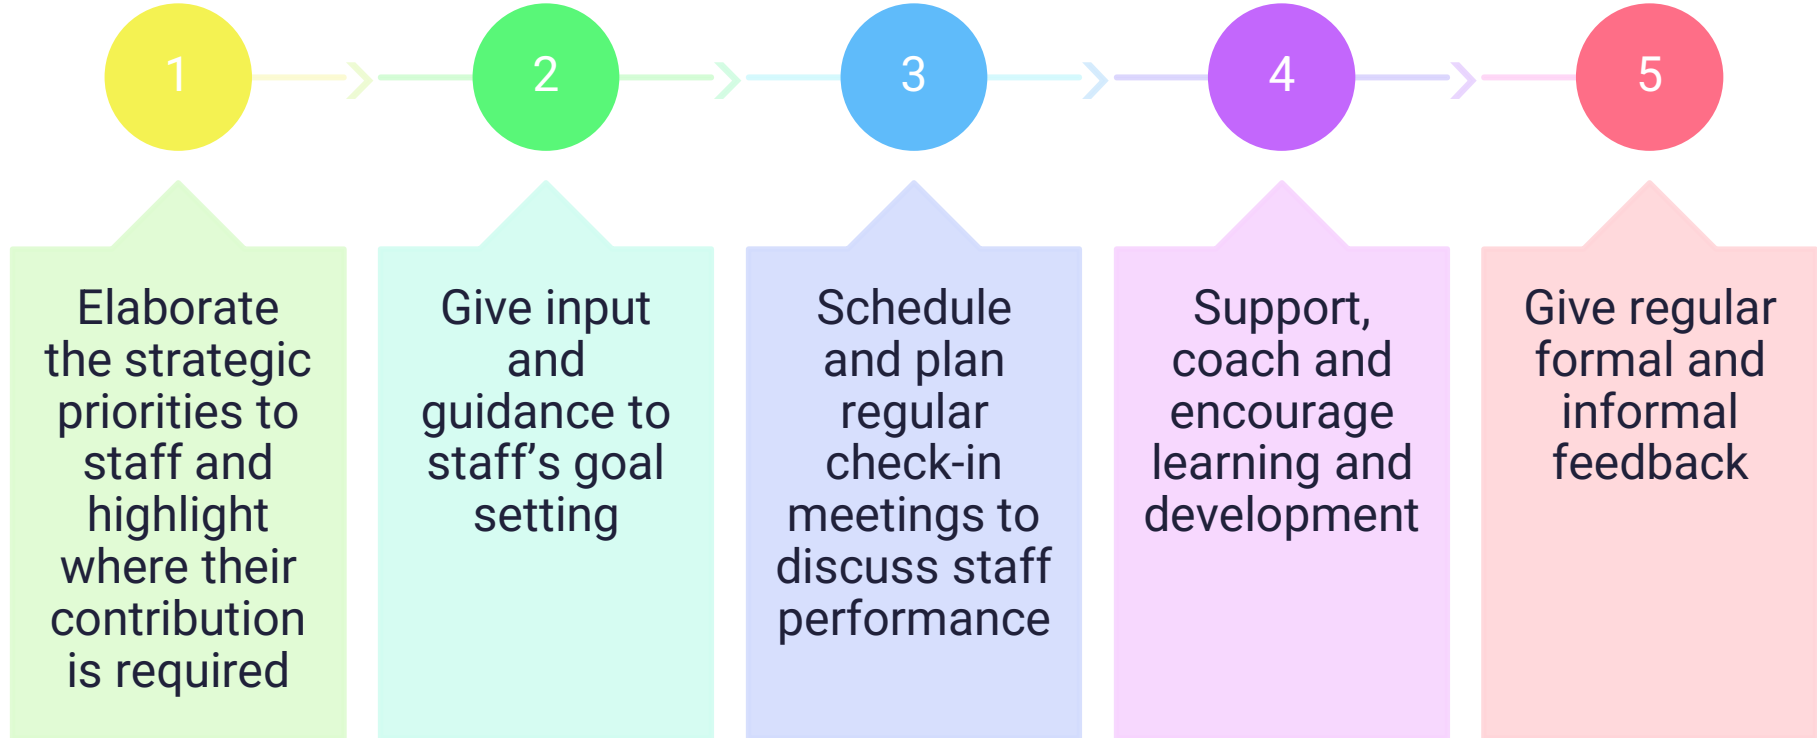 1
2
3
4
5
Elaborate
the strategic
priorities to
staff and
highlight
where their
contribution
is required
Give input
and
guidance to
staff’s goal
setting
Schedule
and plan
regular
check-in
meetings to
discuss staff
performance
Support,
coach and
encourage
learning and
development
Give regular
formal and
informal
feedback